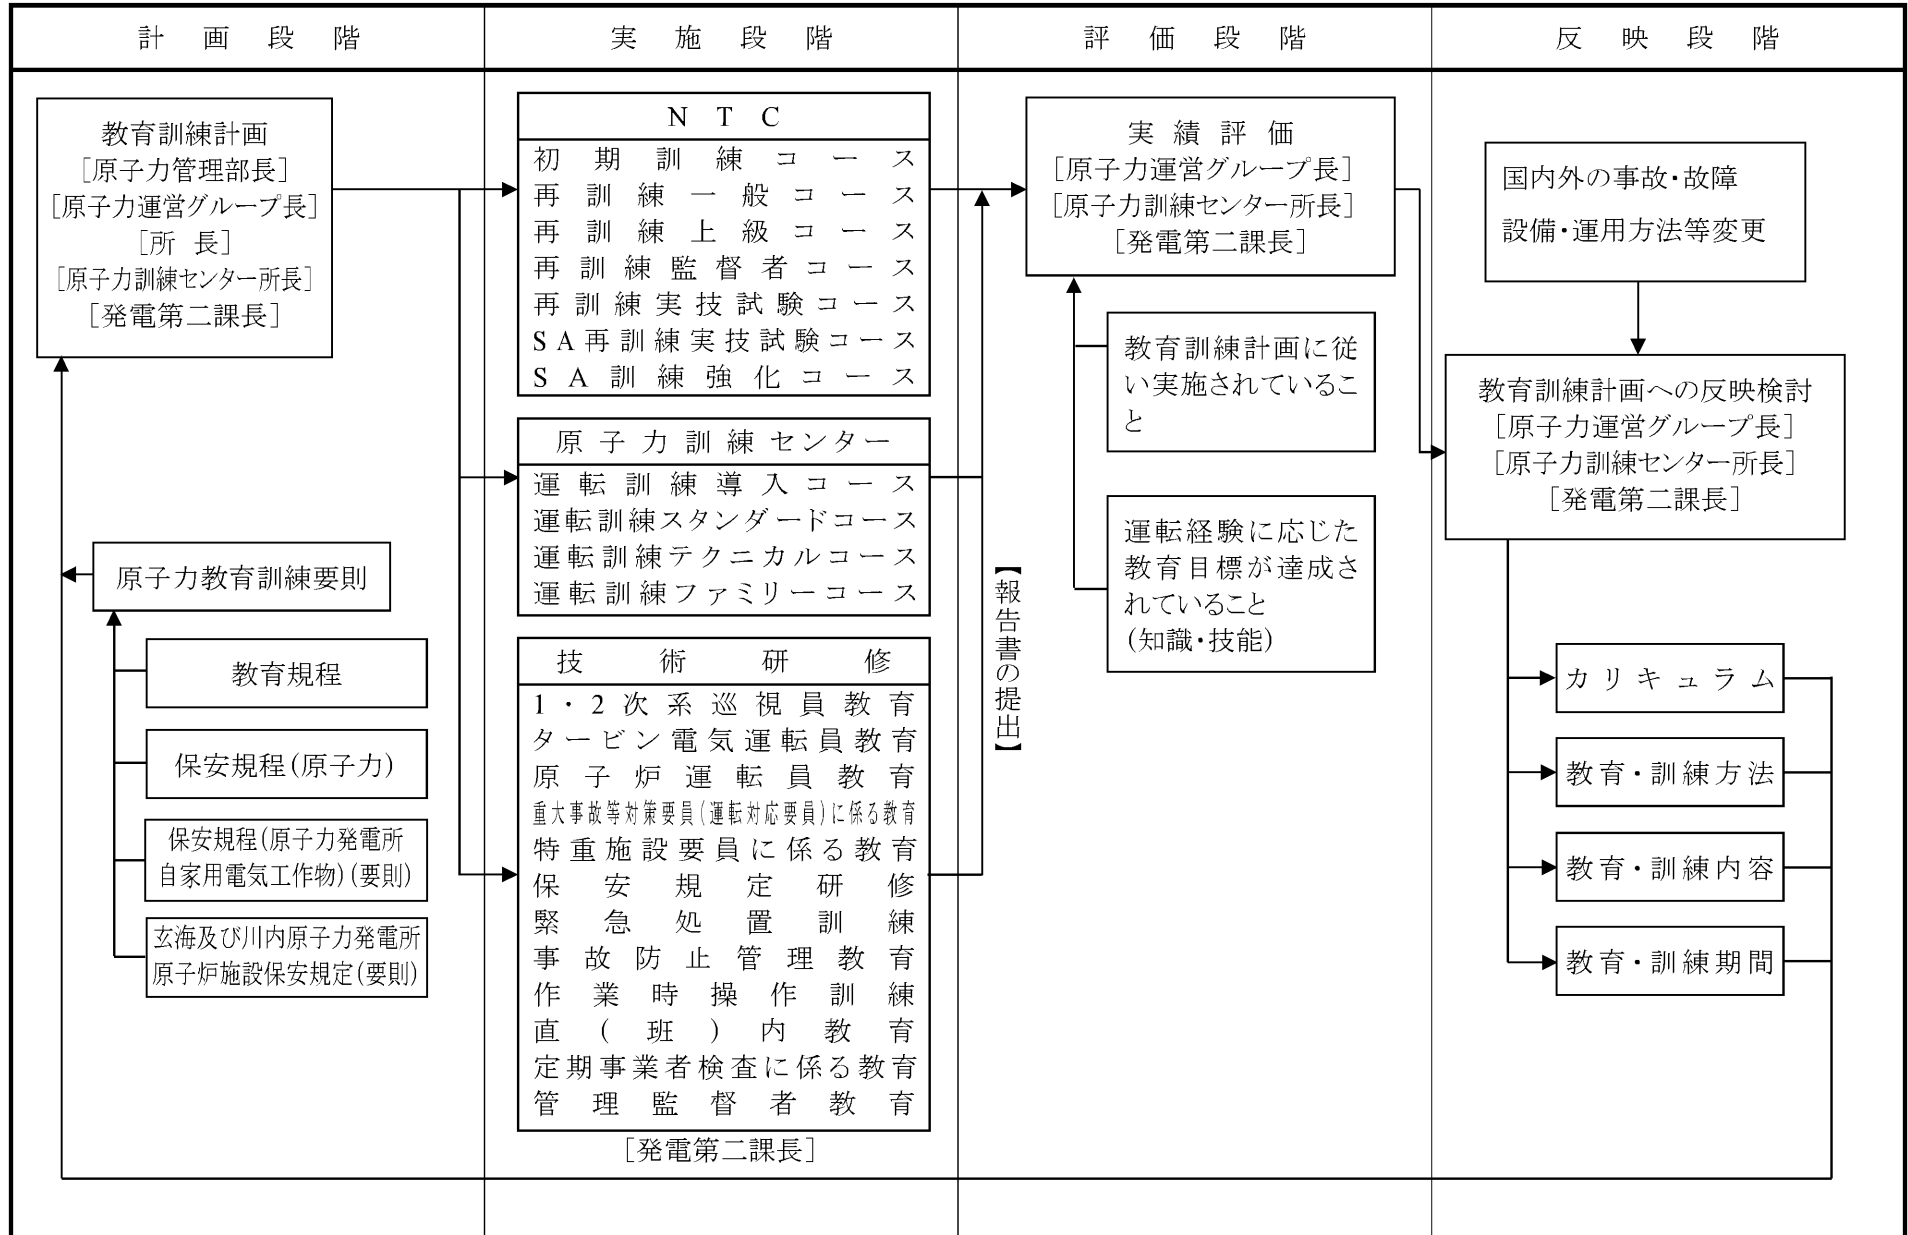 計画段階
実施段階
評価段階
反映段階
教育訓練計画
[原子力管理部長]
[原子力運営グループ長]
[所長]
[原子力訓練センター所長]
[発電第二課長]
原子力教育訓練要則
教育規程
保安規程(原子力)
保安規程(原子力発電所
自家用電気工作物)(要則)
玄海及び川内原子力発電所
原子炉施設保安規定(要則)
NTC
初期訓練コース
再訓練一般コース
再訓練上級コース
再訓練監督者コース
再訓練実技試験コース
SA再訓練実技試験コース
SA訓練強化コース
原子力訓練センター
運転訓練導入コース
運転訓練スタンダードコース
運転訓練テクニカルコース
運転訓練ファミリーコース
技術研修
1・2次系巡視員教育
タービン電気運転員教育
原子炉運転員教育
重大事故等対策要員(運転対応要員)に係る教育
特重施設要員に係る教育
保安規定研修
緊急処置訓練
事故防止管理教育
作業時操作訓練
直(班)内教育
定期事業者検査に係る教育
管理監督者教育
[発電第二課長]
【報告書の提出】
実績評価
[原子力運営グループ長]
[原子力訓練センター所長]
[発電第二課長]
教育訓練計画に従
い実施されているこ
と
運転経験に応じた
教育目標が達成さ
れていること
(知識・技能)
国内外の事故・故障
設備・運用方法等変更
教育訓練計画への反映検討
[原子力運営グループ長]
[原子力訓練センター所長]
[発電第二課長]
カリキュラム
教育・訓練方法
教育・訓練内容
教育・訓練期間